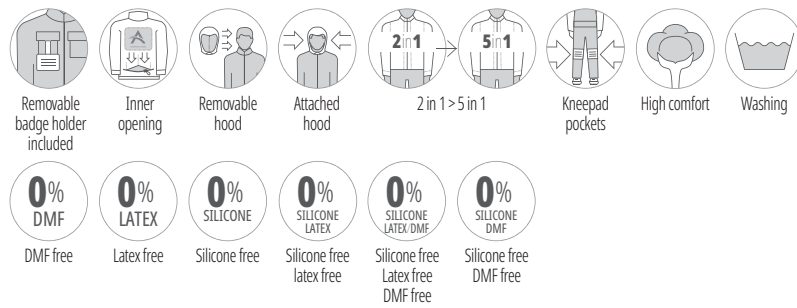 2in1
5in1
Removable
badge holder
included
Inner
opening
Removable
hood
Attached
hood
2 in 1 > 5 in 1
Kneepad
pockets
High comfort
Washing
0%
DMF
0%
LATEX
0%
SILICONE
0%
SILICONE
LATEX
0%
SILICONE
LATEX/DMF
0%
SILICONE
DMF
DMF free
Latex free
Silicone free
Silicone free
latex free
Silicone free
Latex free
DMF free
Silicone free
DMF free